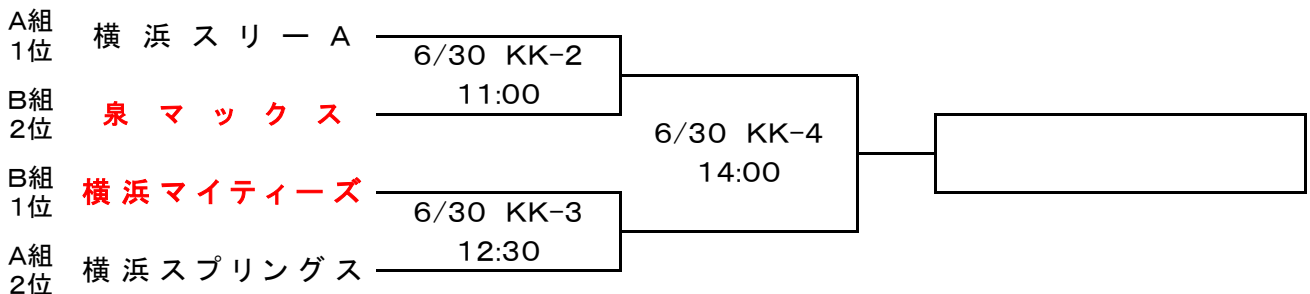 A組
1位
横浜スリーA
6/30 KK-2
11:00
B組
2位
泉マックス
6/30 KK-4
14:00
B組
1位
横浜マイティーズ
6/30 KK-3
12:30
A組
2位
横浜スプリングス